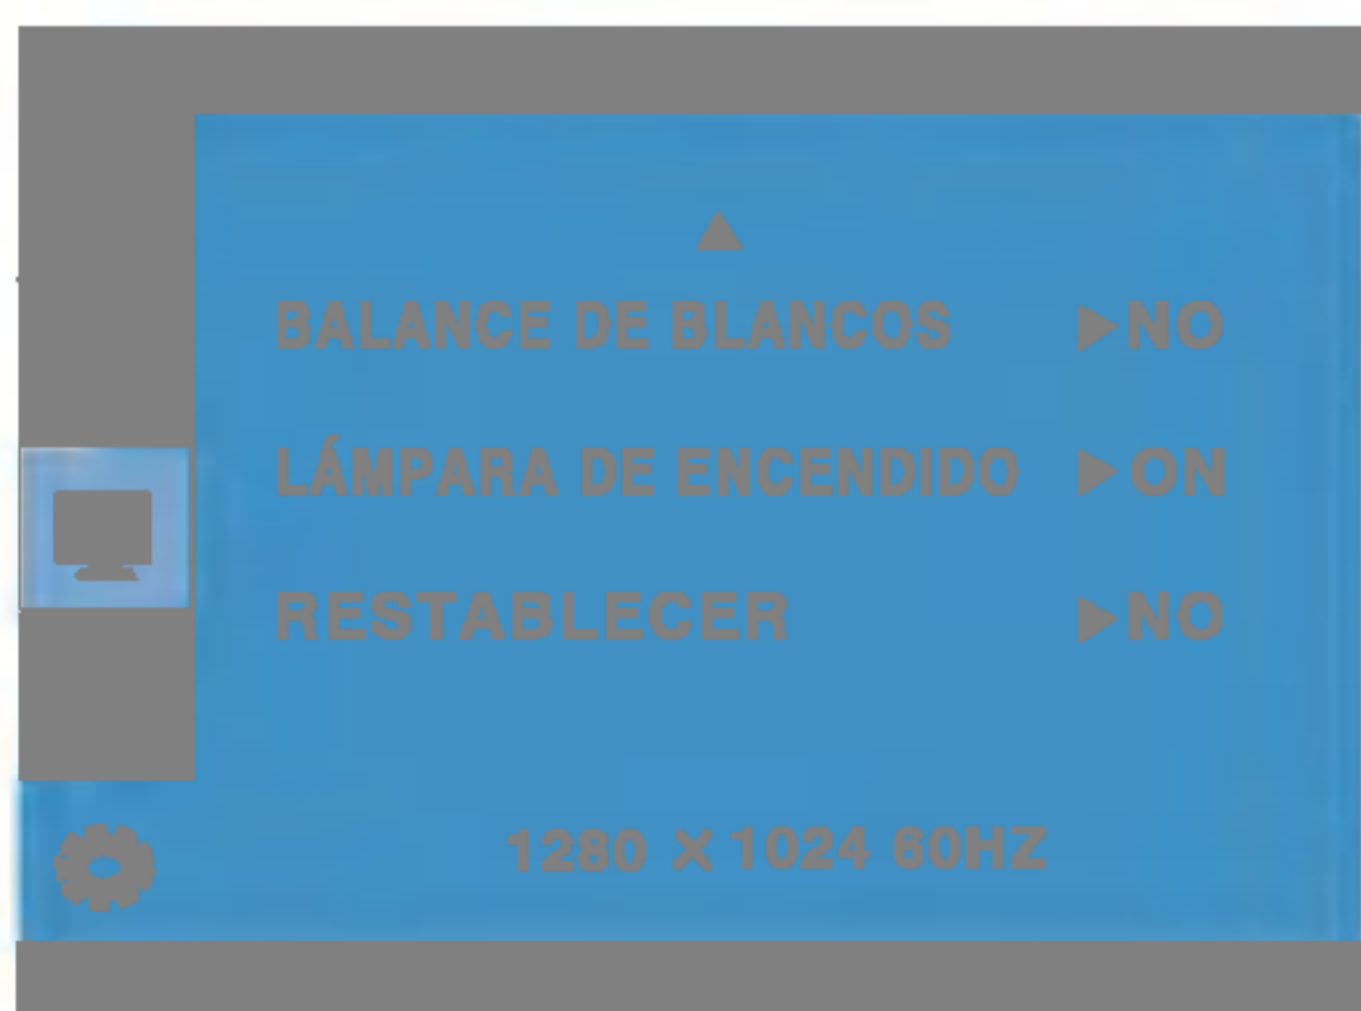 BALANCE DE BLANCOS ▶NO
LÁMPARA DE ENCENDIDO ▶ON
RESTABLECER ▶NO
1280 X 1024 60HZ